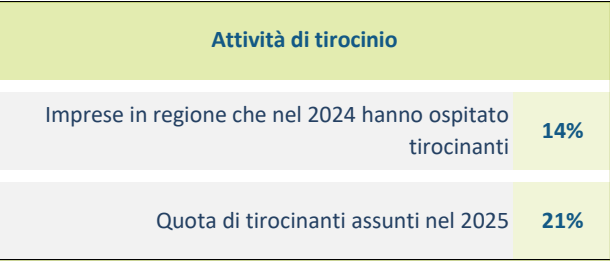 Attività di tirocinio
Imprese in regione che nel 2024 hanno ospitato
tirocinanti
14%
Quota di tirocinanti assunti nel 2025
21%